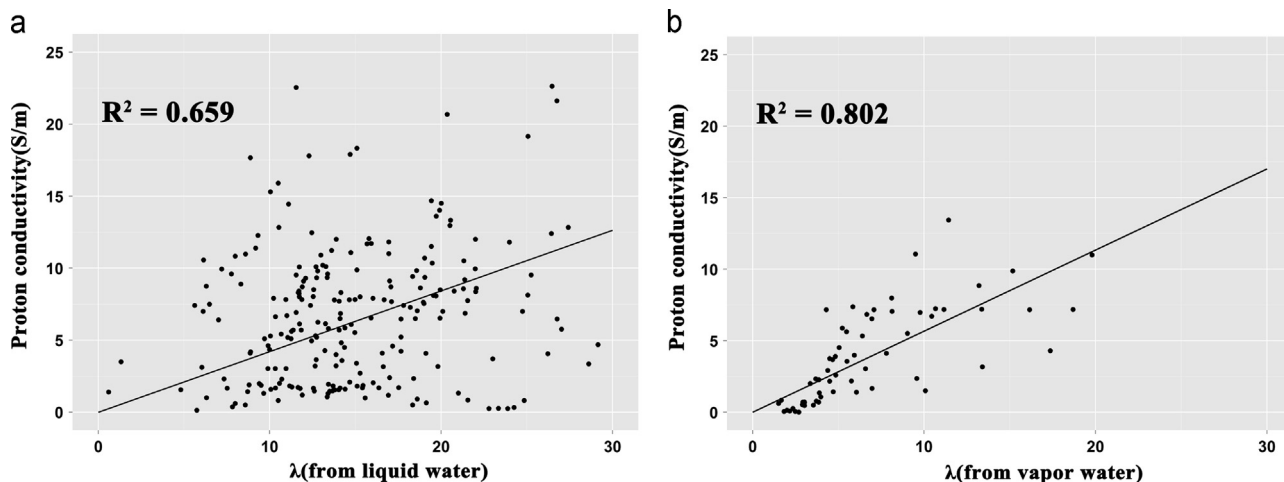 a
Proton conductivity(S/m)
25
20
15
10
5
0
R² = 0.659
0 10 20 30
λ(from liquid water)
b
Proton conductivity(S/m)
25
20
15
10
5
0
R² = 0.802
0 10 20 30
λ(from vapor water)